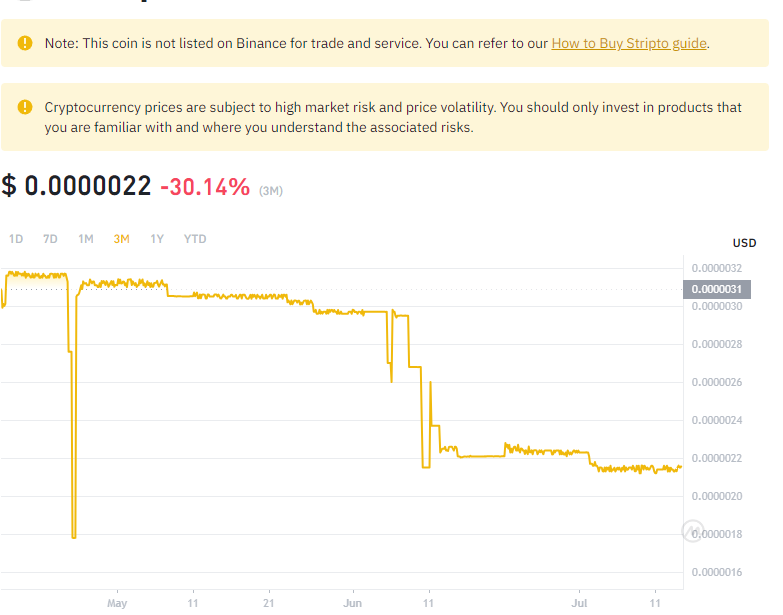 Note: This coin is not listed on Binance for trade and service. You can refer to our How to Buy Stripto guide.
Cryptocurrency prices are subject to high market risk and price volatility. You should only invest in products that
you are familiar with and where you understand the associated risks.
$ 0.0000022 -30.14% (3M)
1D 7D 1M 3M 1Y YTD
USD
0.0000032
0.0000031
0.0000030
0.0000028
0.0000026
0.0000024
0.0000022
0.0000020
0.0000018
0.0000016
May 11 21 Jun 11 Jul 11